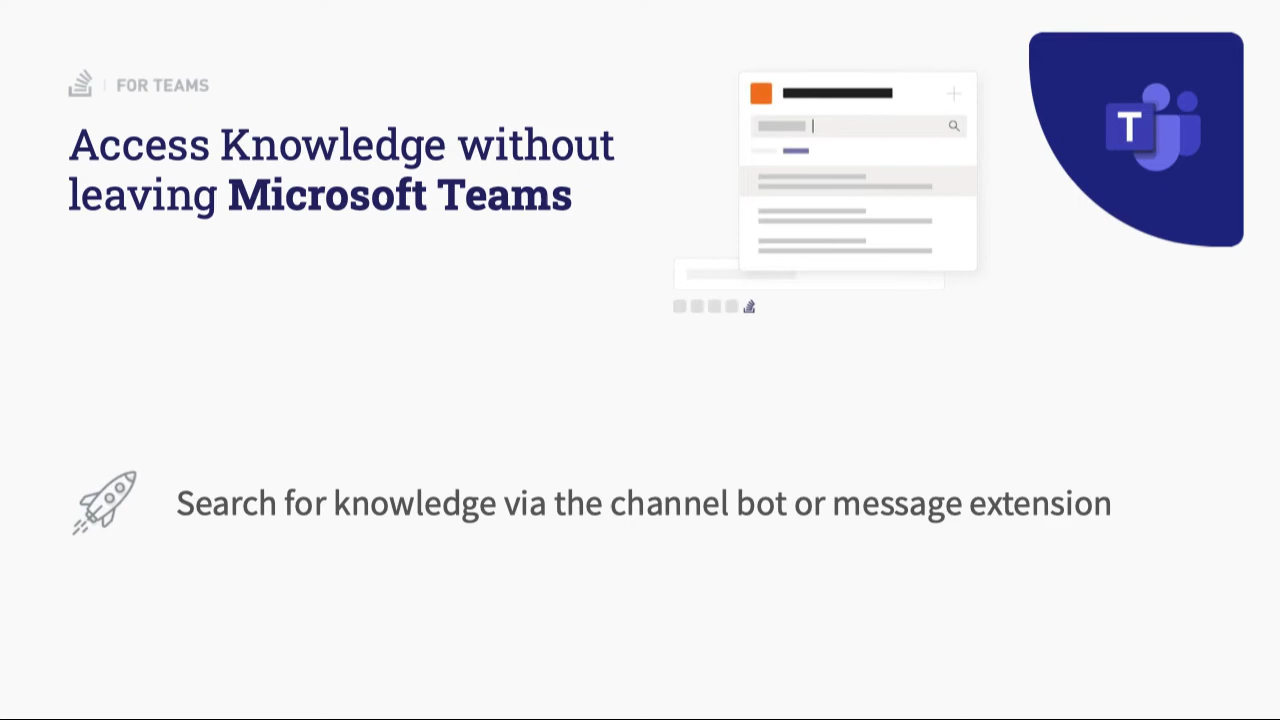 FOR TEAMS
Access Knowledge without
leaving Microsoft Teams
T
Search for knowledge via the channel bot or message extension